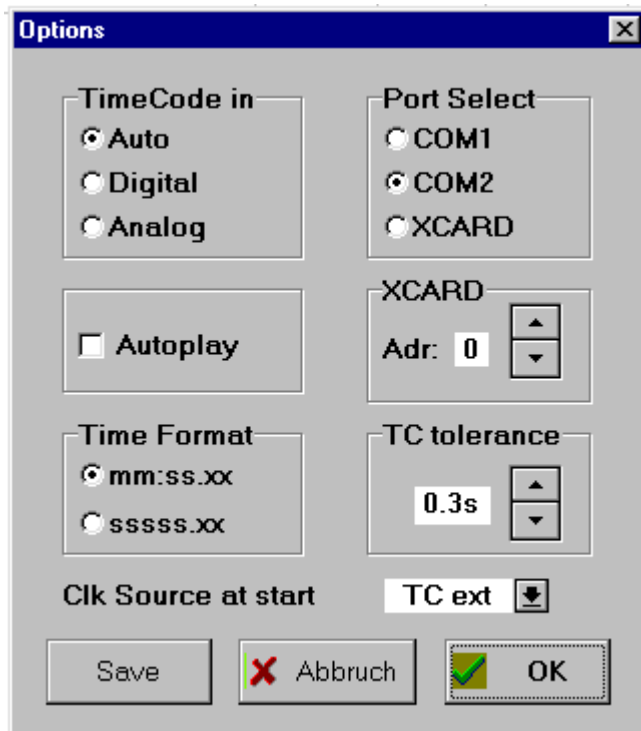 Options
TimeCode in
Auto
Digital
Analog
Port Select
COM1
COM2
XCARD
Autoplay
XCARD
Adr: 0
Time Format
mm:ss.xx
sssss.xx
TC tolerance
0.3s
Clk Source at start TC ext
Save Abbruch OK